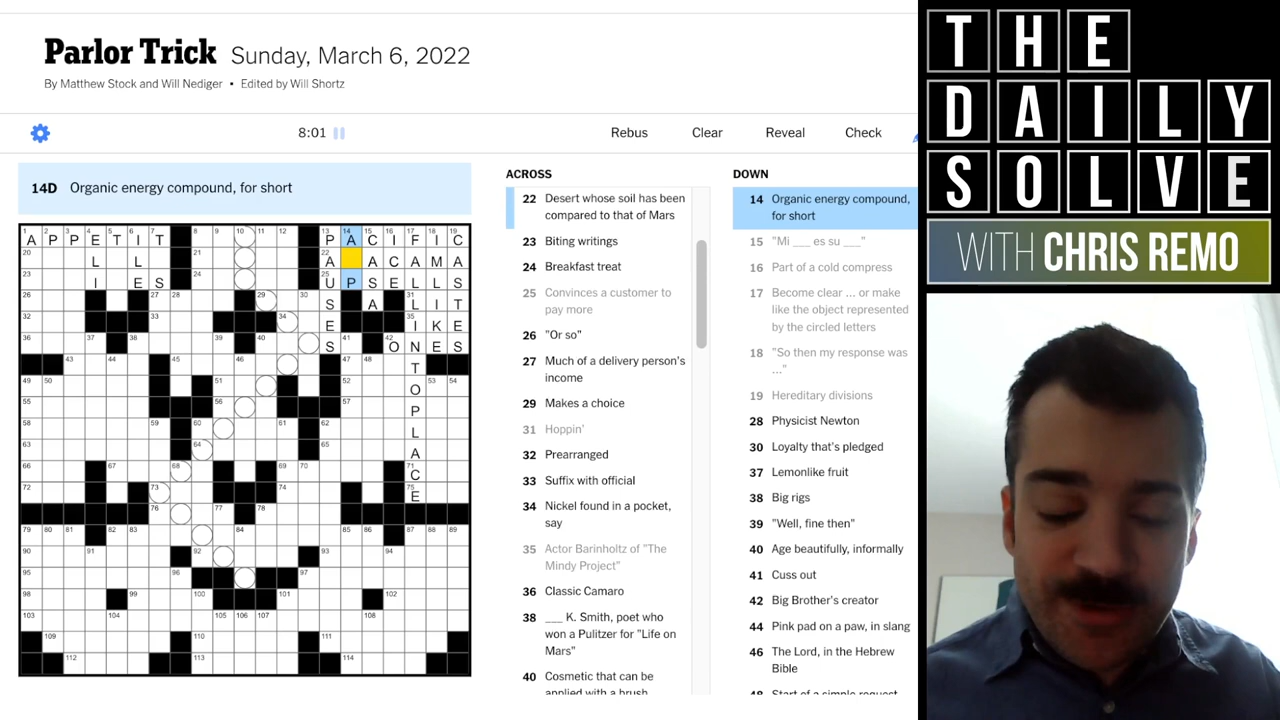 Parlor Trick Sunday, March 6, 2022
By Matthew Stock and Will Nediger • Edited by Will Shortz
8:01
Rebus Clear Reveal Check
14D Organic energy compound, for short
ACROSS
22 Desert whose soil has been
compared to that of Mars
23 Biting writings
24 Breakfast treat
25 Convinces a customer to
pay more
26 "Or so"
27 Much of a delivery person's
income
29 Makes a choice
31 Hoppin'
32 Prearranged
33 Suffix with official
34 Nickel found in a pocket,
say
35 Actor Barinholtz of "The
Mindy Project"
36 Classic Camaro
38 ___ K. Smith, poet who
won a Pulitzer for "Life on
Mars"
40 Cosmetic that can be
applied with a brush
DOWN
14 Organic energy compound,
for short
15 "Mi ___ es su ___"
16 Part of a cold compress
17 Become clear ... or make
like the object represented
by the circled letters
18 "So then my response was
..."
19 Hereditary divisions
28 Physicist Newton
30 Loyalty that's pledged
37 Lemonlike fruit
38 Big rigs
39 "Well, fine then"
40 Age beautifully, informally
41 Cuss out
42 Big Brother's creator
44 Pink pad on a paw, in slang
46 The Lord, in the Hebrew
Bible
48 Start of a simple request
A P P E T I T P A C I F I C
L L A A C A M A
I E S U P S E L L S
S A L I T
E I K E
S O N E S
T
O
P
L
A
C
E
THE
DAILY
SOLVE
WITH CHRIS REMO